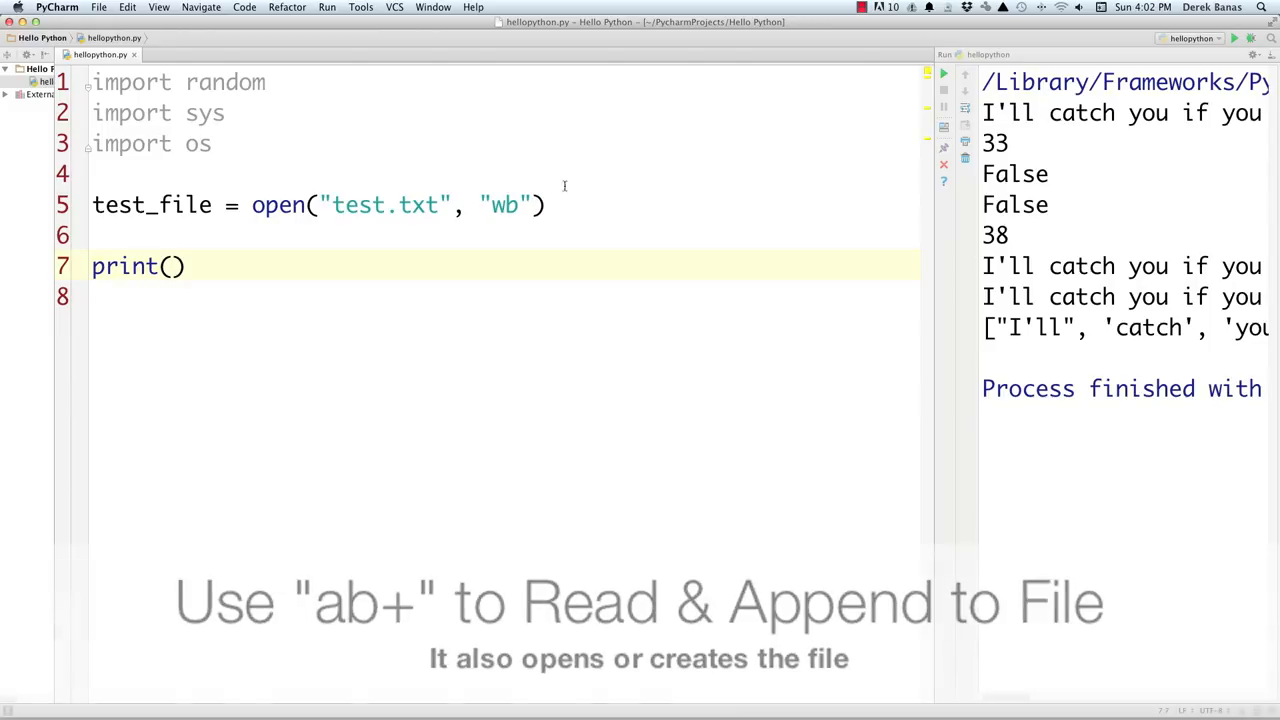 PyCharm File Edit View Navigate Code Refactor Run Tools VCS Window Help 10 Sun 4:02 PM Derek Banas
hellopython.py – Hello Python – [~/PycharmProjects/Hello Python]
Hello Python hellopython.py hellopython
hellopython.py Run hellopython
Hello P
hell
Externa
1 import random
2 import sys
3 import os
4
5 test_file = open("test.txt", "wb")
6
7 print()
8
/Library/Frameworks/Py
I'll catch you if you
33
False
False
38
I'll catch you if you
I'll catch you if you
["I'll", 'catch', 'you
Process finished with
Use "ab+" to Read & Append to File
It also opens or creates the file
7:7 LF UTF-8